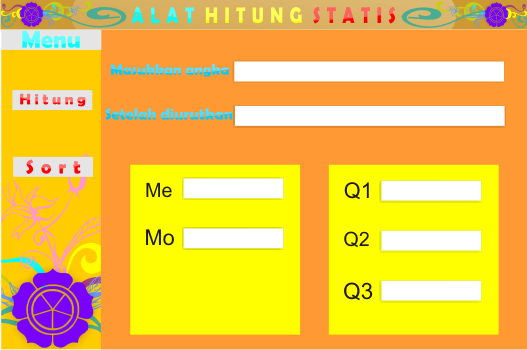 ALAT HITUNG STATIS
Menu
Masukkan angka
Hitung
Setelah diurutkan
Sort
Me
Mo
Q1
Q2
Q3